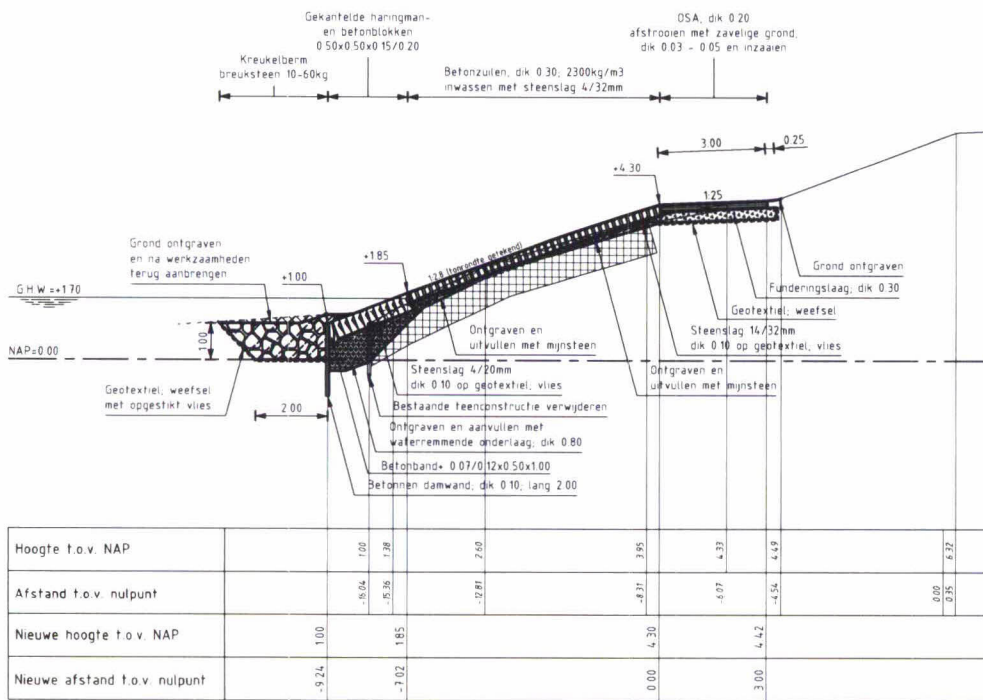 Kreukelberm
breuksteen 10-60kg
Gekantelde haringman-
en betonblokken
0.50x0.50x0.15/0.20
Betonzuilen, dik 0.30; 2300kg/m3
inwassen met steenslag 4/32mm
OSA, dik 0.20
afstrooien met zavelige grond,
dik 0.03 - 0.05 en inzaaien
3.00
0.25
+4.30
1:25
Grond ontgraven
en na werkzaamheden
terug aanbrengen
+1.85
+1.00
1:2.8 (tonrondte getekend)
G.H.W.=+1.70
1.00
NAP=0.00
Grond ontgraven
Funderingslaag; dik 0.30
Geotextiel; weefsel
Steenslag 14/32mm
dik 0.10 op geotextiel; vlies
Ontgraven en
uitvullen met mijnsteen
Ontgraven en
uitvullen met mijnsteen
Steenslag 4/20mm
dik 0.10 op geotextiel; vlies
Bestaande teenconstructie verwijderen
Ontgraven en aanvullen met
waterremmende onderlaag; dik 0.80
Betonband+ 0.07/0.12x0.50x1.00
Betonnen damwand; dik 0.10; lang 2.00
Geotextiel; weefsel
met opgestikt vlies
2.00
Hoogte t.o.v. NAP 1.00 1.38 2.60 3.95 4.33 4.49 6.32
Afstand t.o.v. nulpunt -16.04 -15.36 -12.81 -8.31 -6.07 -4.54 0.00 0.35
Nieuwe hoogte t.o.v. NAP 1.00 1.85 4.30 4.42
Nieuwe afstand t.o.v. nulpunt -9.24 -7.02 0.00 3.00